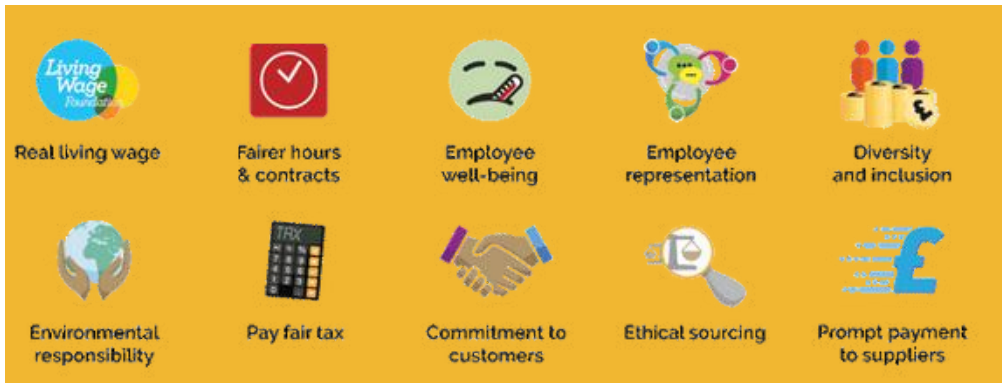 Living
Wage
Foundation
Real living wage
Fairer hours
& contracts
Employee
well-being
Employee
representation
£
Diversity
and inclusion
Environmental
responsibility
TAX
Pay fair tax
Commitment to
customers
Ethical sourcing
£
Prompt payment
to suppliers